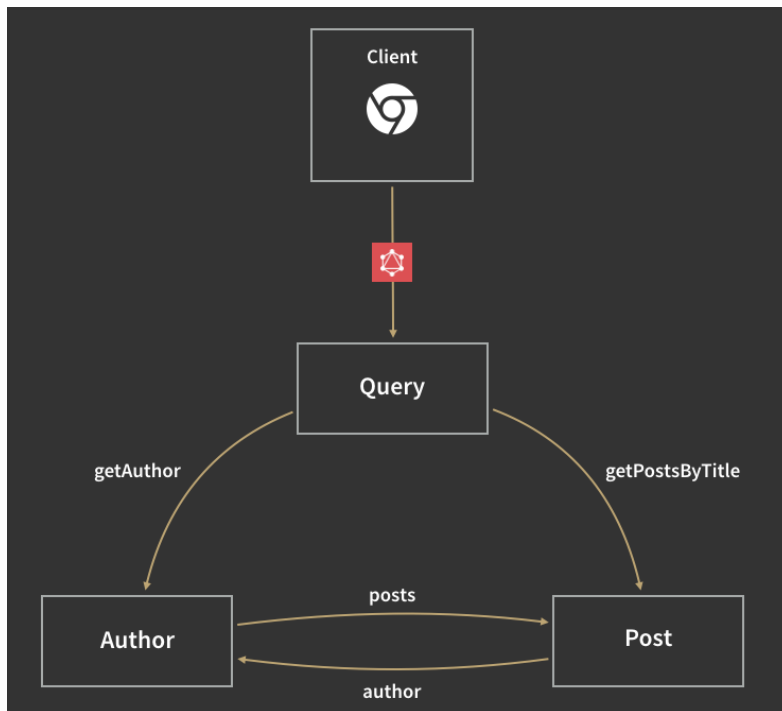 Client
Query
getAuthor
getPostsByTitle
posts
Author
Post
author